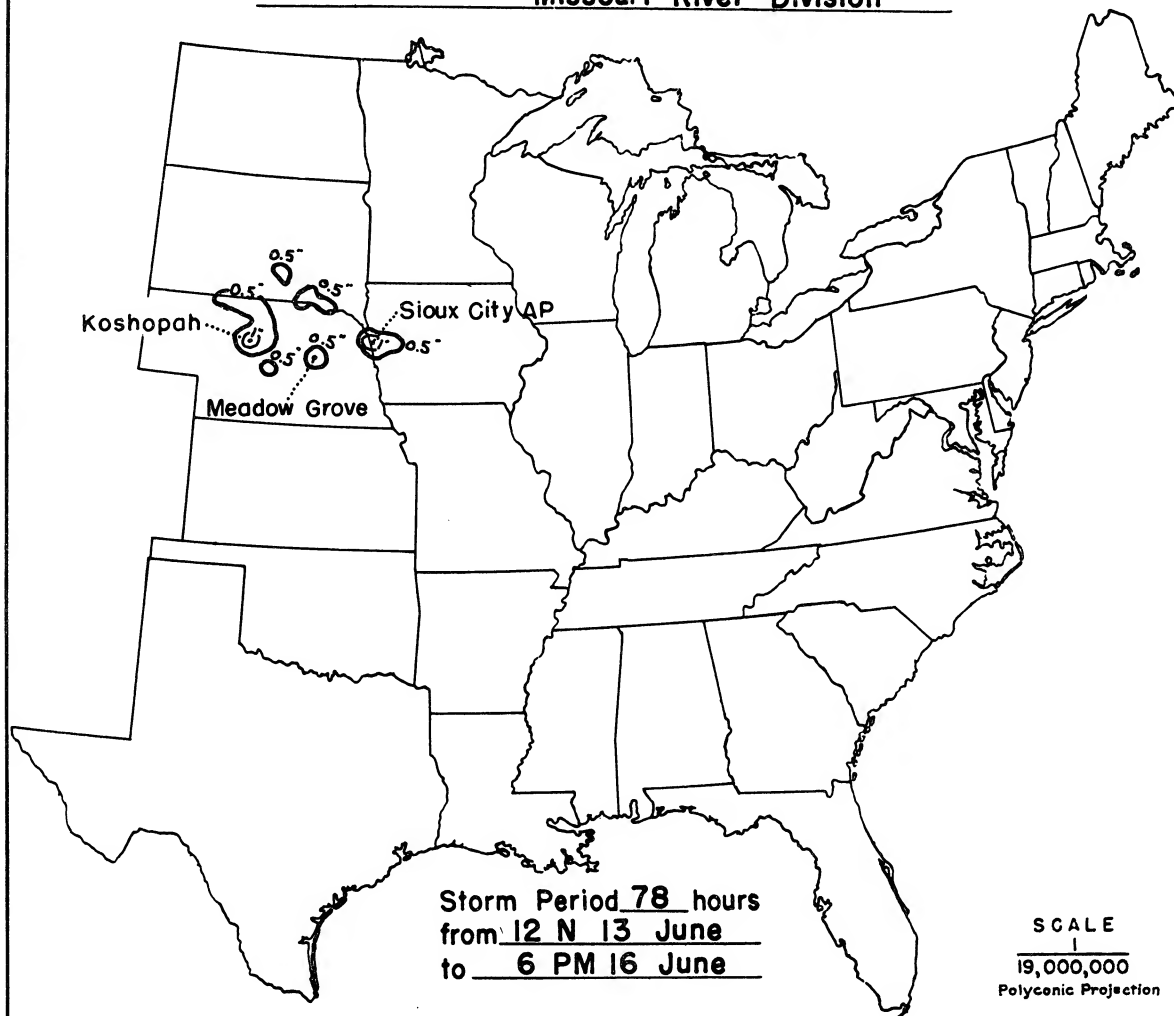 Missouri River Division
0.5"
0.5"
0.5"
Koshopah
1"
Sioux City AP
0.5"
0.5"
1"
0.5"
Meadow Grove
Storm Period 78 hours
from 12 N 13 June
to 6 PM 16 June
SCALE
1
19,000,000
Polyconic Projection